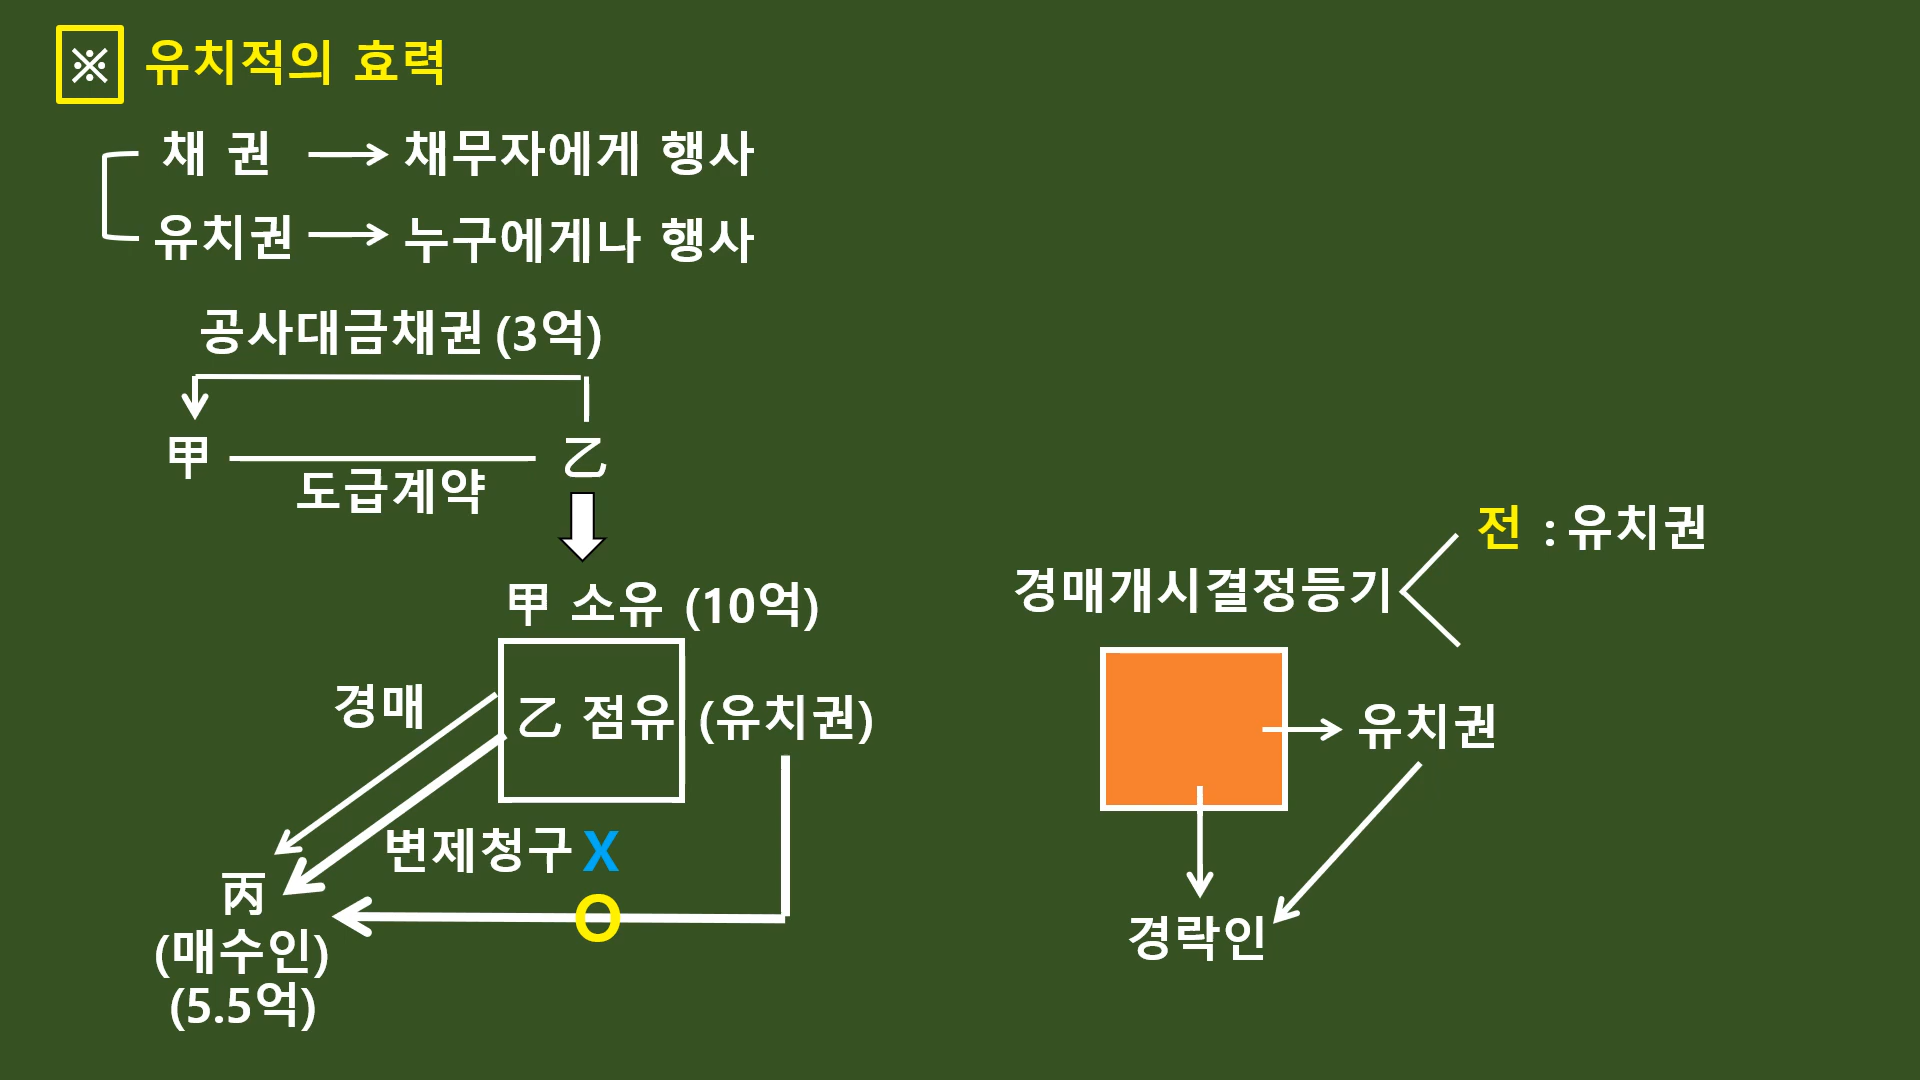 ※ 유치적의 효력
채 권 → 채무자에게 행사
유치권 → 누구에게나 행사
공사대금채권 (3억)
甲 乙
도급계약
甲 소유 (10억)
경매
乙 점유 (유치권)
변제청구 X
O
丙
(매수인)
(5.5억)
전 : 유치권
경매개시결정등기
유치권
경락인